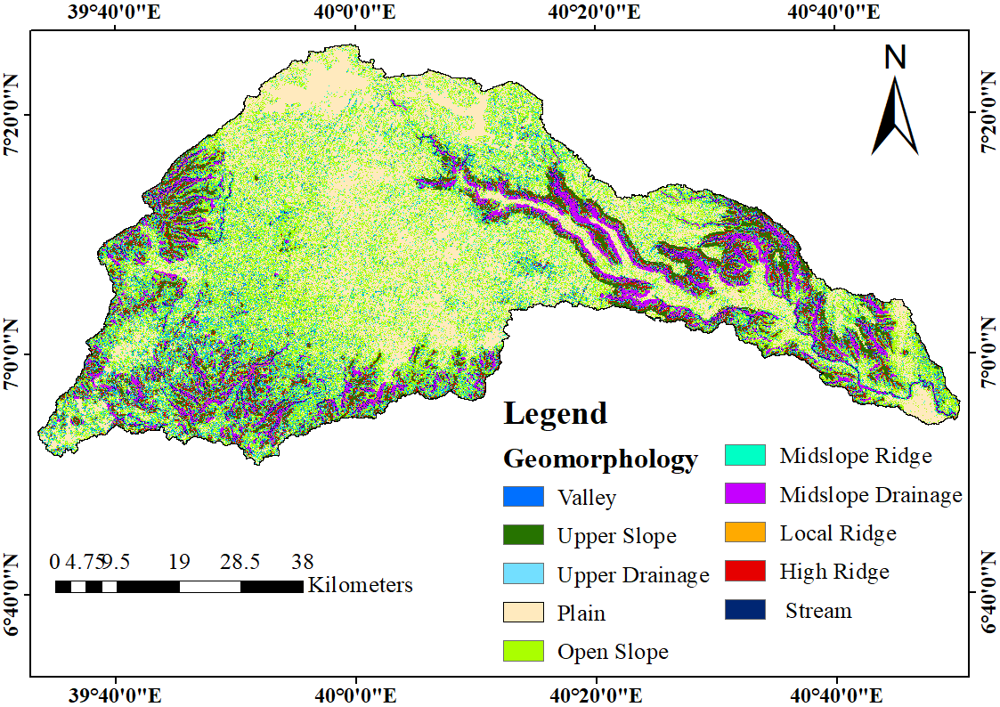 39°40'0"E 40°0'0"E 40°20'0"E 40°40'0"E
N
7°20'0"N 7°20'0"N
7°0'0"N 7°0'0"N
6°40'0"N 6°40'0"N
Legend
Geomorphology
Valley
Upper Slope
Upper Drainage
Plain
Open Slope
Midslope Ridge
Midslope Drainage
Local Ridge
High Ridge
Stream
0 4.75 9.5 19 28.5 38
Kilometers
39°40'0"E 40°0'0"E 40°20'0"E 40°40'0"E